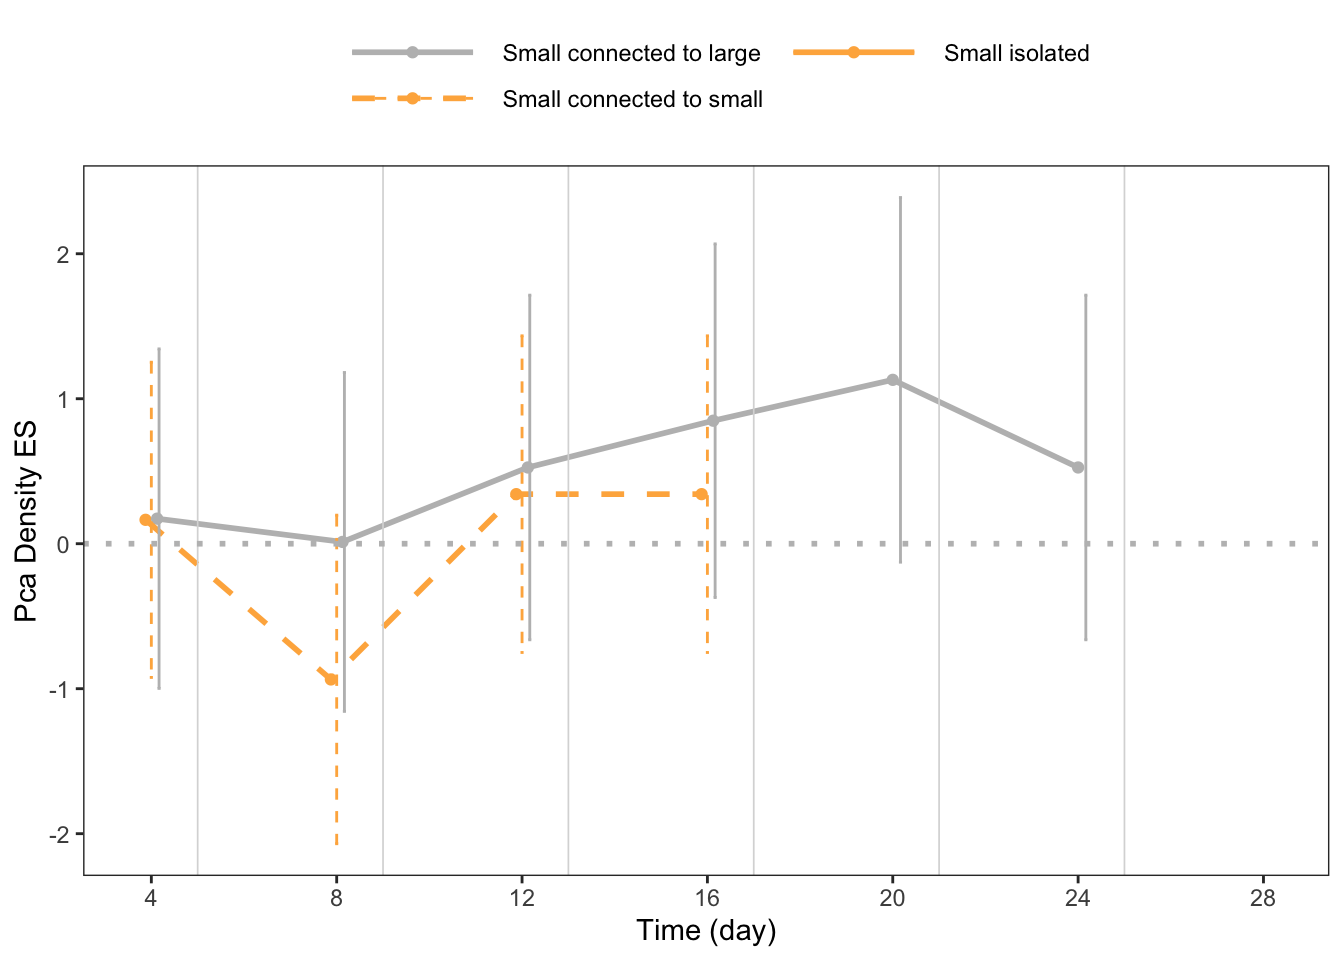 Small connected to large
Small isolated
Small connected to small
Pca Density ES
2
1
0
-1
-2
4 8 12 16 20 24 28
Time (day)